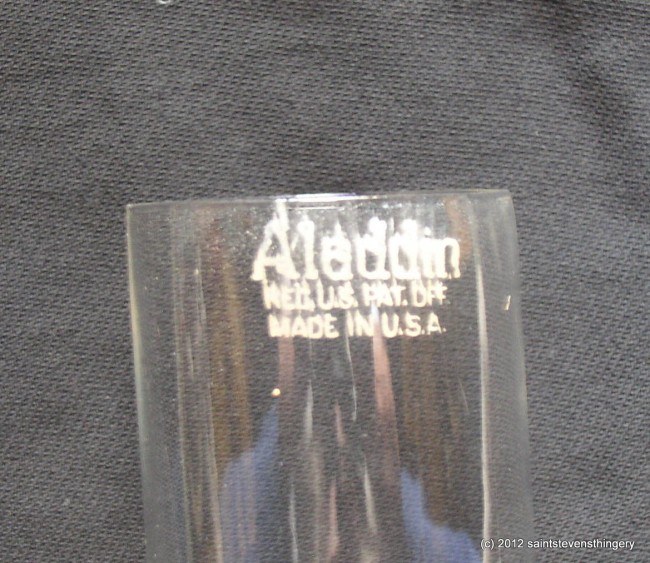 Aladdin
REG. U.S. PAT. OFF.
MADE IN U.S.A.
(c) 2012 saintstevensthingery